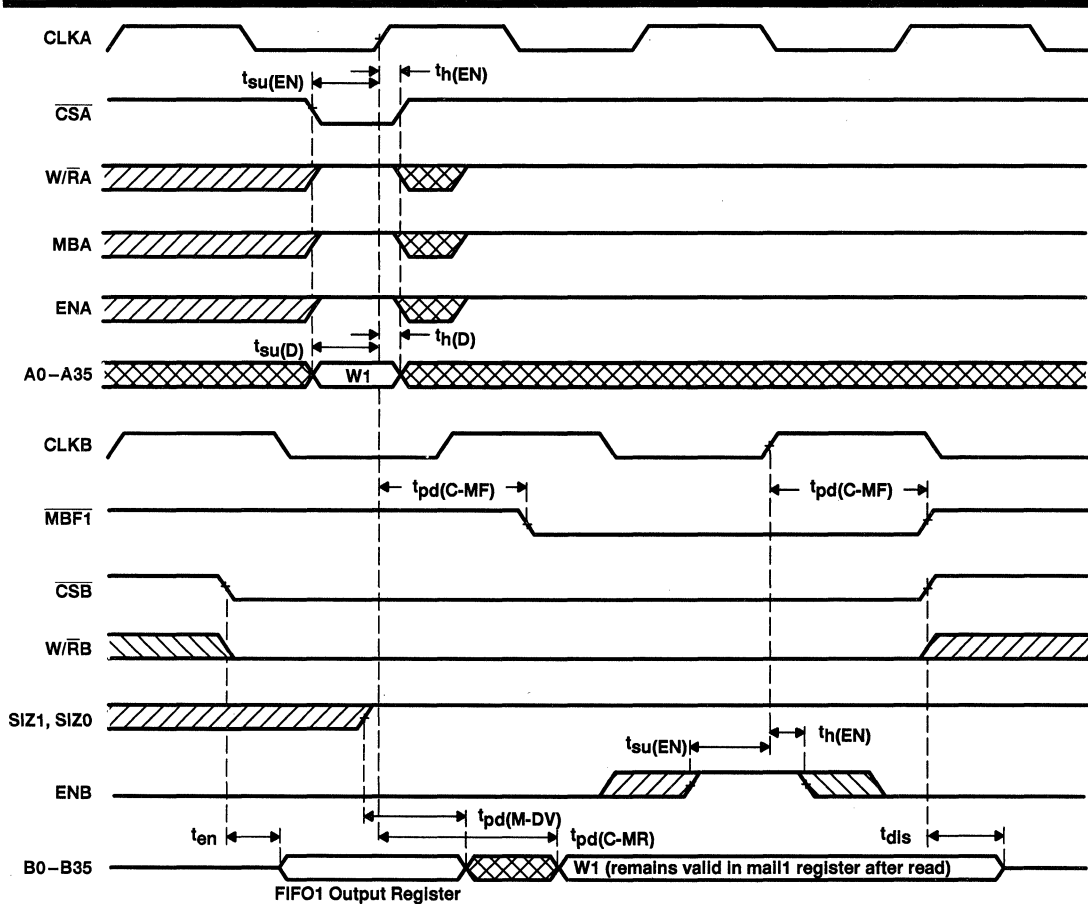 CLKA
tsu(EN)
th(EN)
CSA
W/RA
MBA
ENA
tsu(D)
th(D)
A0–A35
W1
CLKB
tpd(C-MF)
tpd(C-MF)
MBF1
CSB
W/RB
SIZ1, SIZ0
tsu(EN)
th(EN)
ENB
tpd(M-DV)
ten
tpd(C-MR)
tdis
B0–B35
W1 (remains valid in mail1 register after read)
FIFO1 Output Register